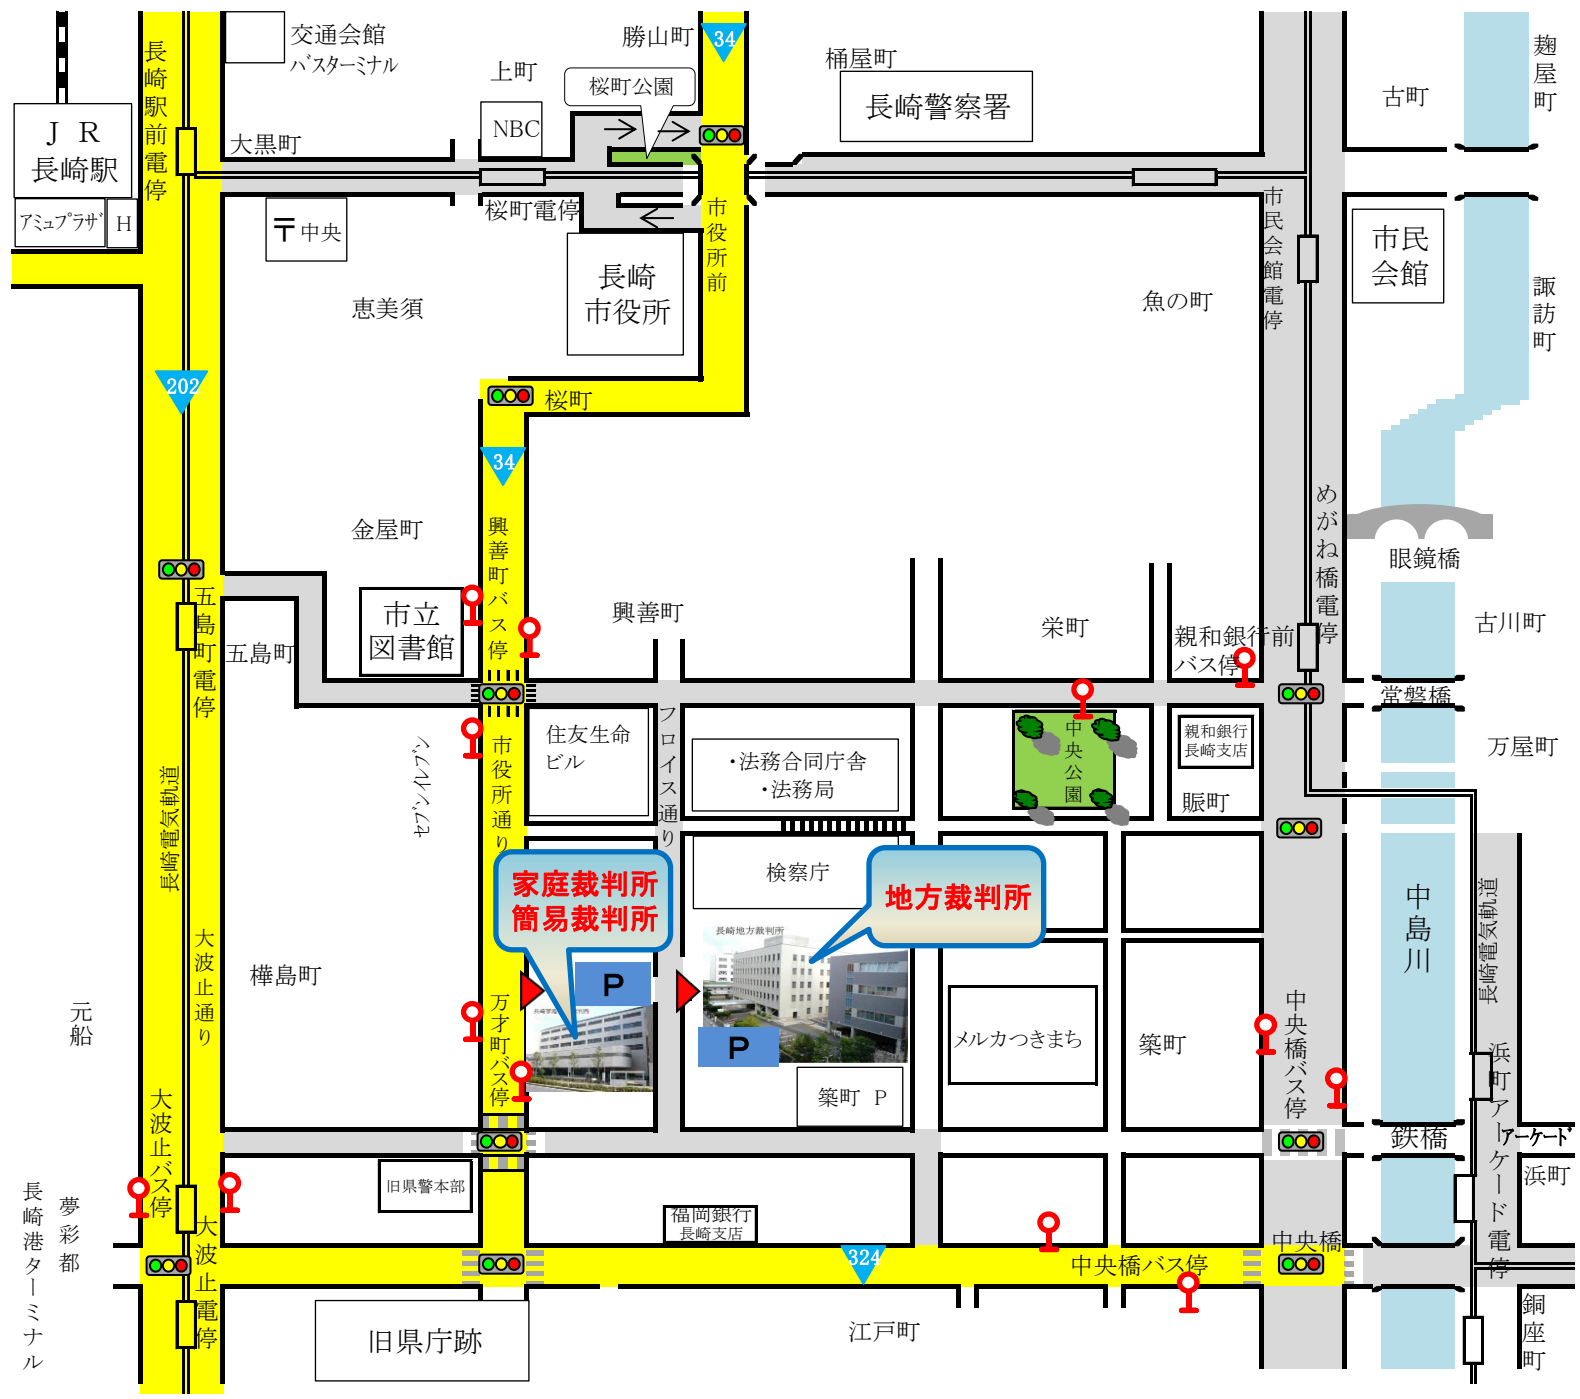 交通会館
バスターミナル
勝山町
34
桶屋町
麹屋町
長崎駅前電停
上町
桜町公園
長崎警察署
古町
ＪＲ
長崎駅
大黒町
NBC
アミュプラザ
H
〒中央
桜町電停
市役所前
市民会館電停
市民
会館
長崎
市役所
恵美須
魚の町
諏訪町
202
桜町
34
めがね橋電停
金屋町
興善町バス停
眼鏡橋
五島町電停
市立
図書館
興善町
栄町
古川町
五島町
親和銀行前
バス停
常磐橋
フロイス通り
住友生命
ビル
・法務合同庁舎
・法務局
中央公園
親和銀行
長崎支店
万屋町
セブンイレブン
市役所通り
長崎電気軌道
賑町
家庭裁判所
簡易裁判所
検察庁
地方裁判所
中島川
長崎電気軌道
大波止通り
長崎地方裁判所
樺島町
P
元船
万才町バス停
P
メルカつきまち
築町
中央橋バス停
浜町アーケード電停
築町 P
大波止バス停
鉄橋
アーケード
旧県警本部
浜町
長崎港ターミナル
夢彩都
福岡銀行
長崎支店
大波止電停
324
中央橋バス停
中央橋
旧県庁跡
江戸町
銅座町